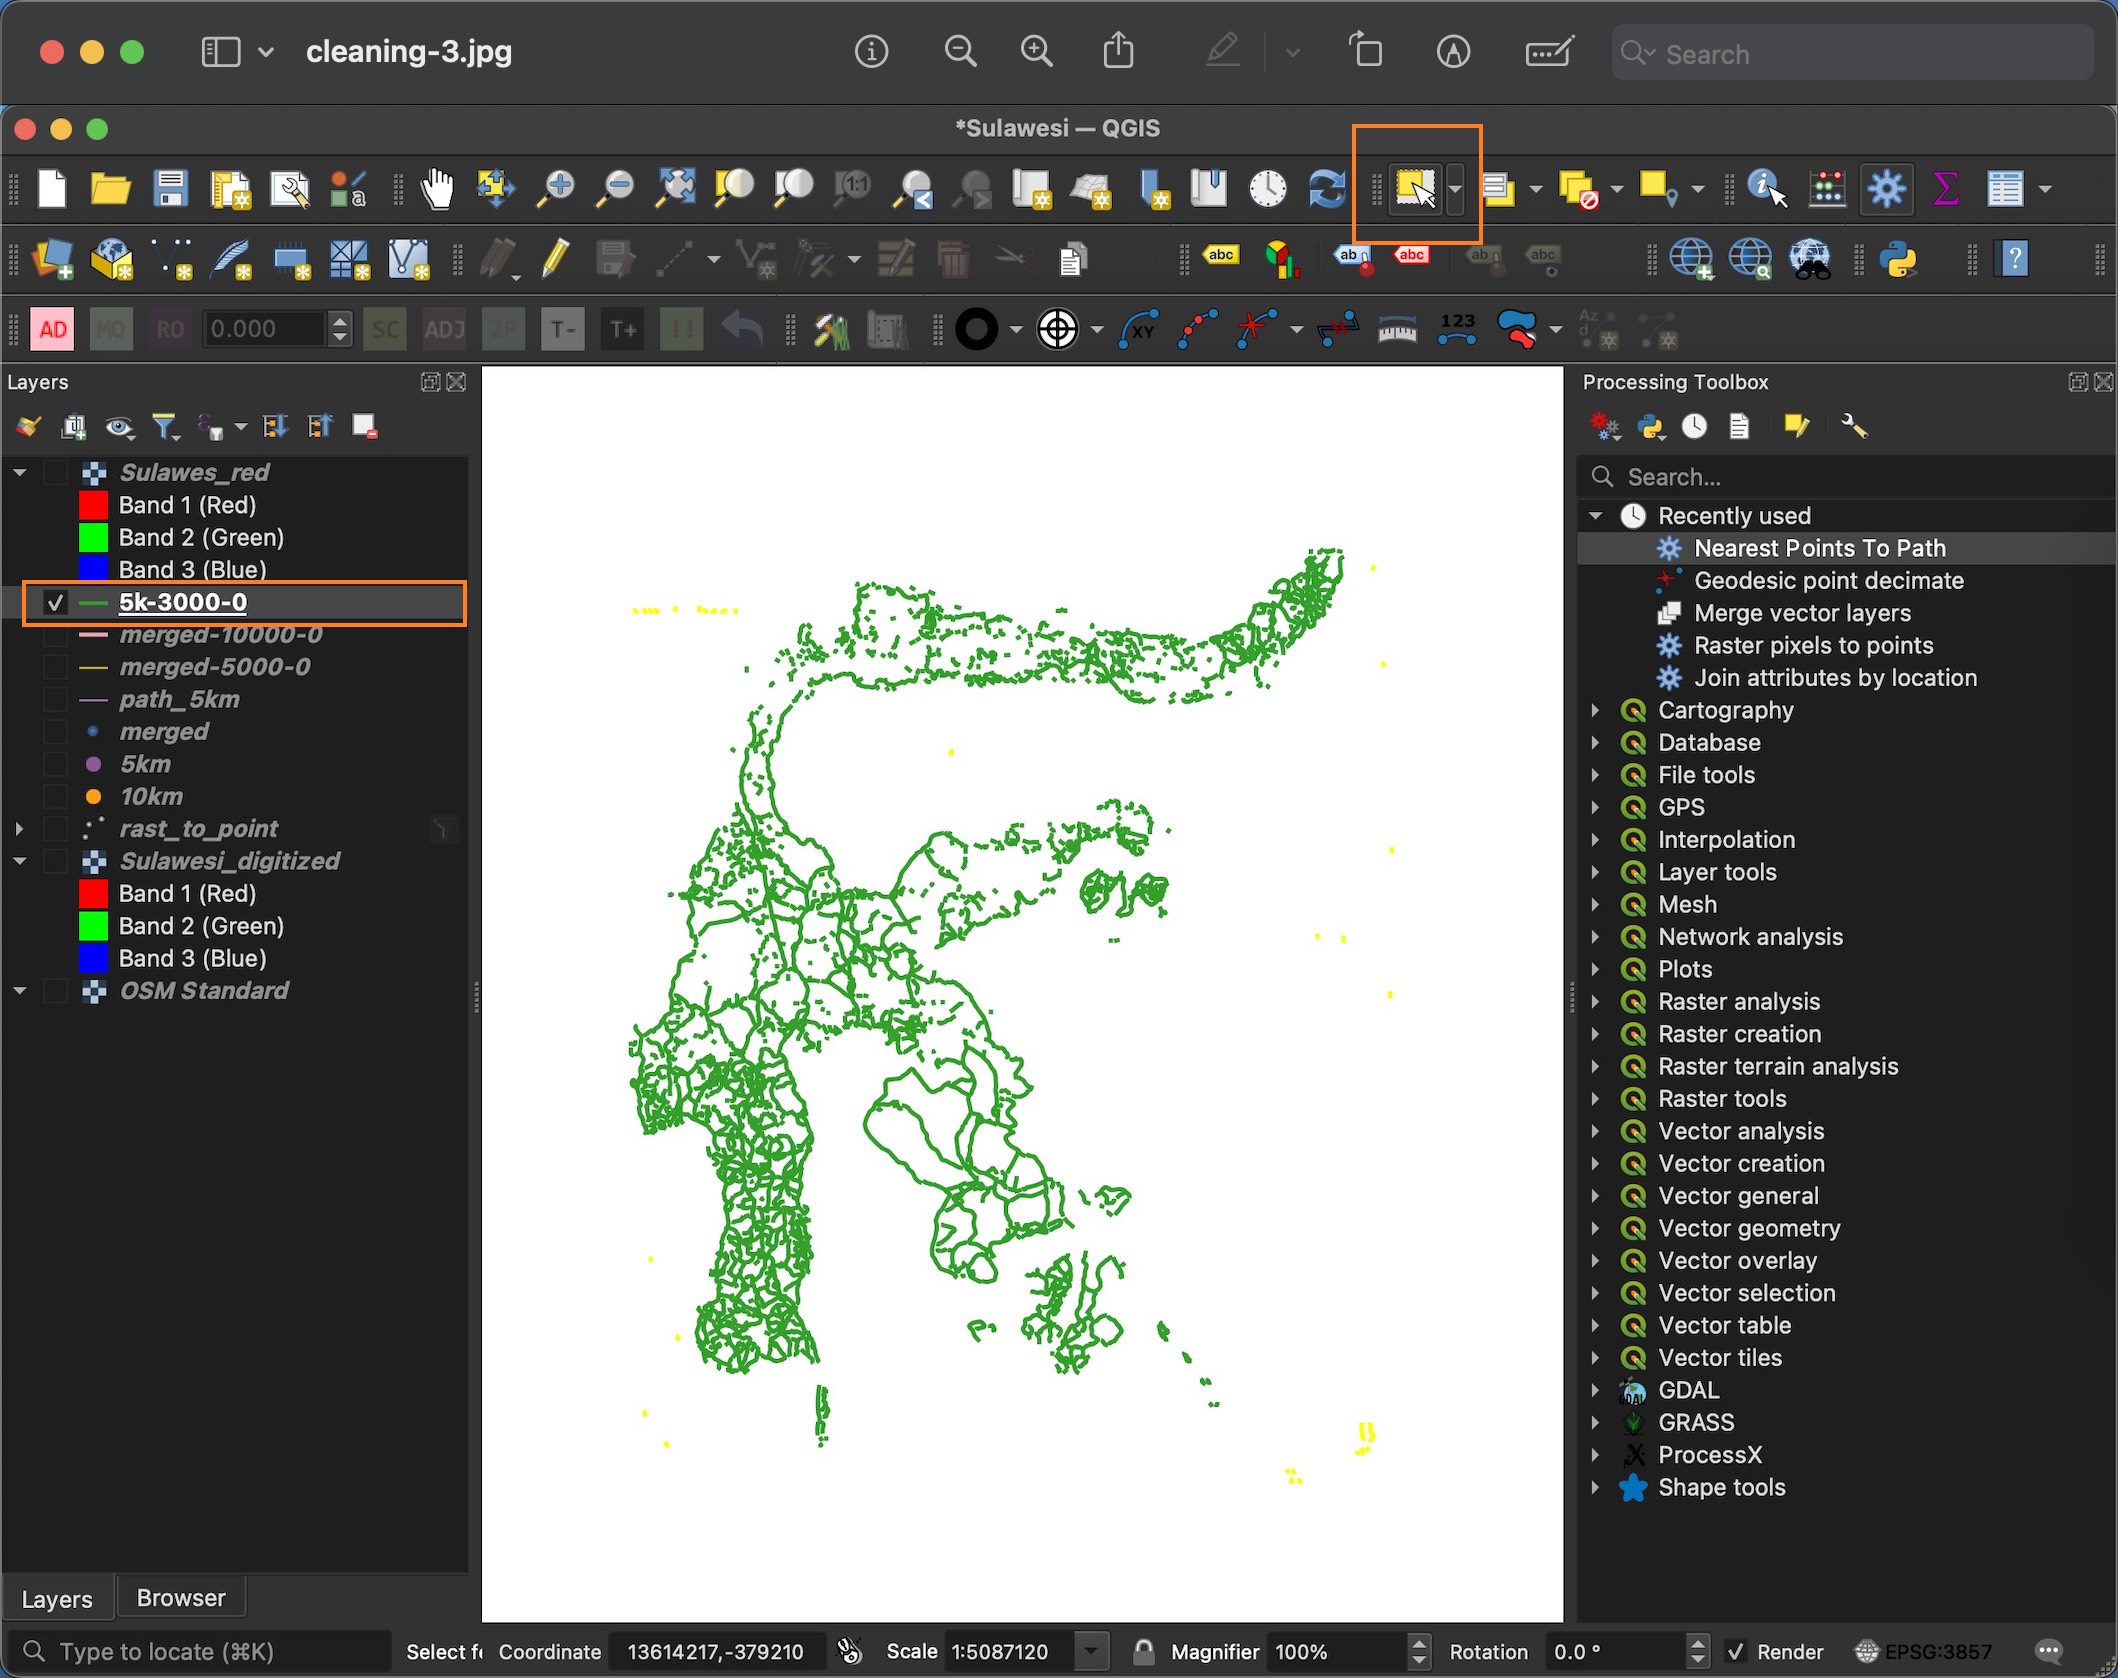 cleaning-3.jpg
Search
*Sulawesi — QGIS
1:1
a
abc
ab
abc
ab
abc
?
AD
MO
RO
0.000
SC
ADJ
2P
T-
T+
!!
XY
123
Az
d
Layers
Sulawes_red
Band 1 (Red)
Band 2 (Green)
Band 3 (Blue)
5k-3000-0
merged-10000-0
merged-5000-0
path_5km
merged
5km
10km
rast_to_point
Sulawesi_digitized
Band 1 (Red)
Band 2 (Green)
Band 3 (Blue)
OSM Standard
Processing Toolbox
Search...
Recently used
Nearest Points To Path
Geodesic point decimate
Merge vector layers
Raster pixels to points
Join attributes by location
Cartography
Database
File tools
GPS
Interpolation
Layer tools
Mesh
Network analysis
Plots
Raster analysis
Raster creation
Raster terrain analysis
Raster tools
Vector analysis
Vector creation
Vector general
Vector geometry
Vector overlay
Vector selection
Vector table
Vector tiles
GDAL
GRASS
ProcessX
Shape tools
Layers
Browser
Type to locate (⌘K)
Select f
Coordinate
13614217,-379210
Scale
1:5087120
Magnifier
100%
Rotation
0.0 °
Render
EPSG:3857